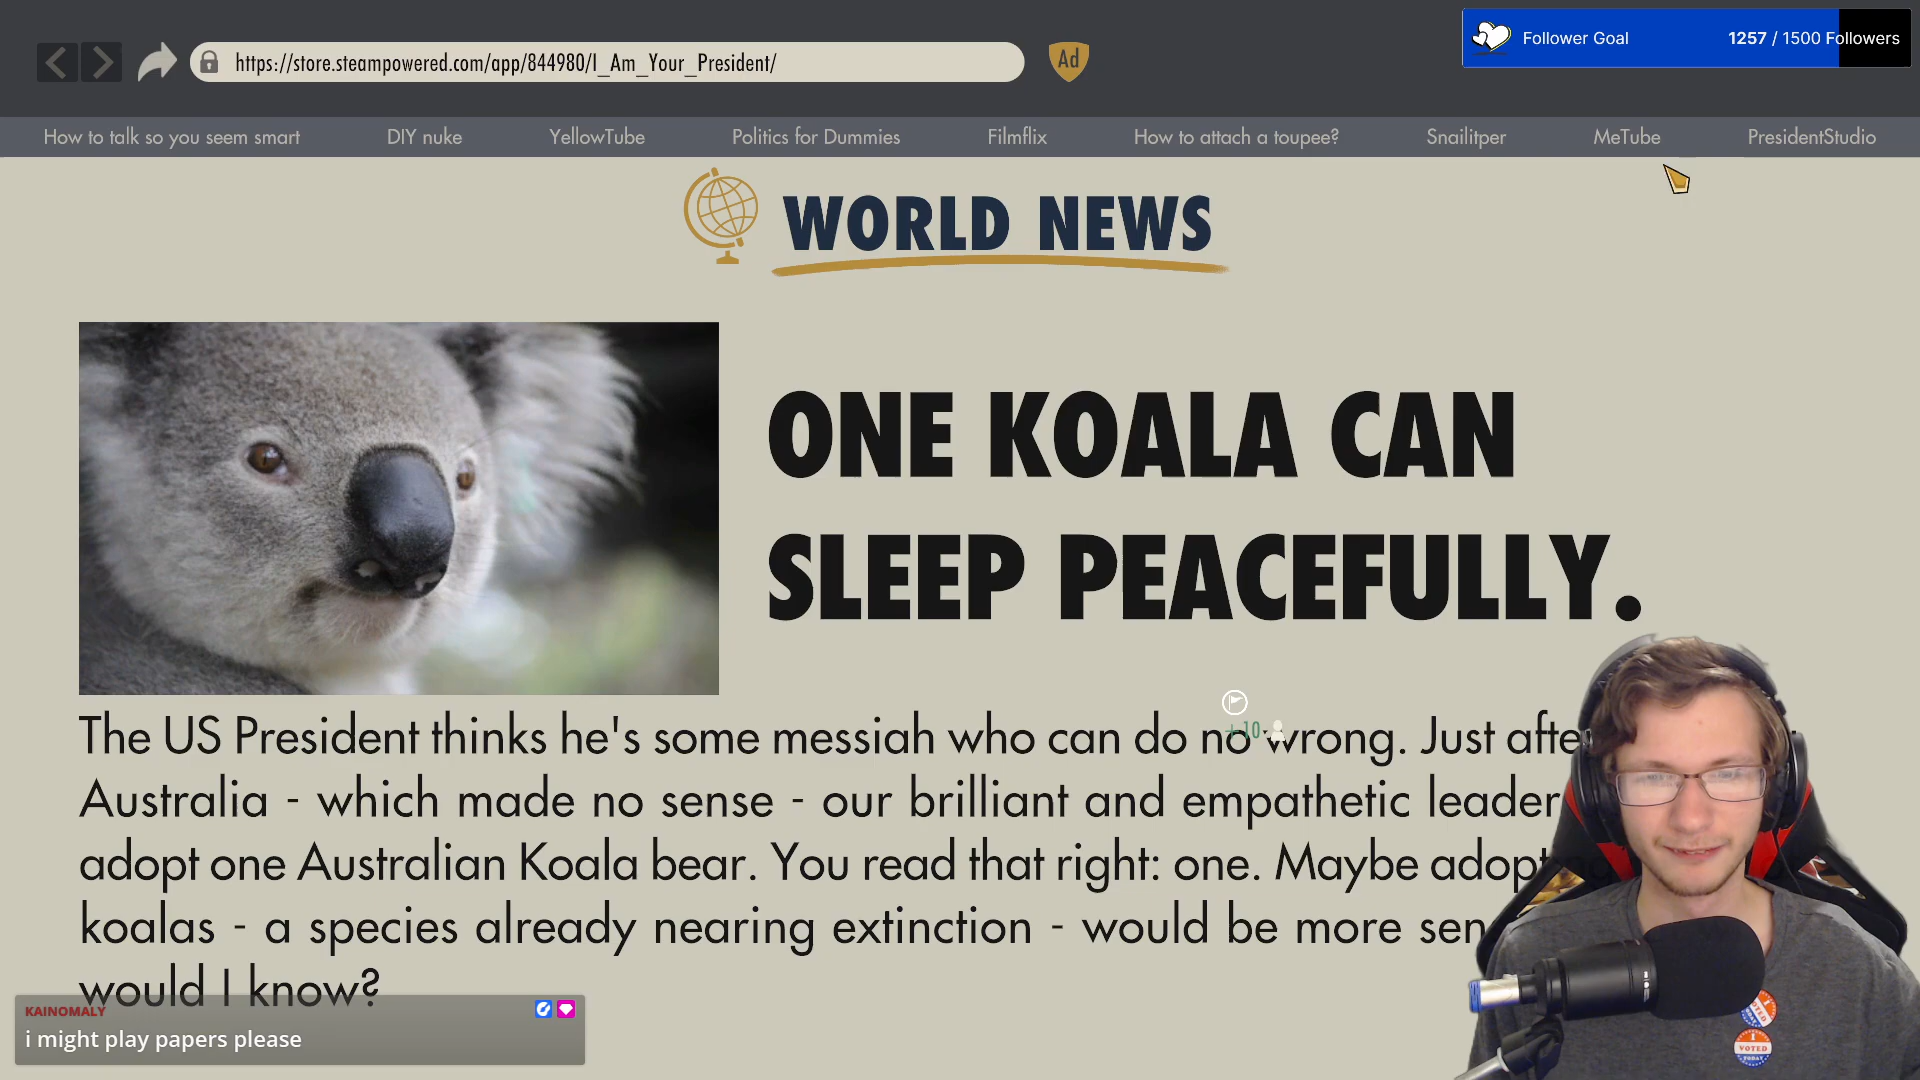 https://store.steampowered.com/app/844980/I_Am_Your_President/
Ad
Follower Goal
1257 / 1500 Followers
How to talk so you seem smart
DIY nuke
YellowTube
Politics for Dummies
Filmflix
How to attach a toupee?
Snailitper
MeTube
PresidentStudio
WORLD NEWS
ONE KOALA CAN
SLEEP PEACEFULLY.
The US President thinks he's some messiah who can do no wrong. Just
Australia - which made no sense - our brilliant and empathetic leader
adopt one Australian Koala bear. You read that right: one. Maybe
koalas - a species already nearing extinction - would be more
would I know?
+10
KAINOMALY
i might play papers please
I VOTED TODAY